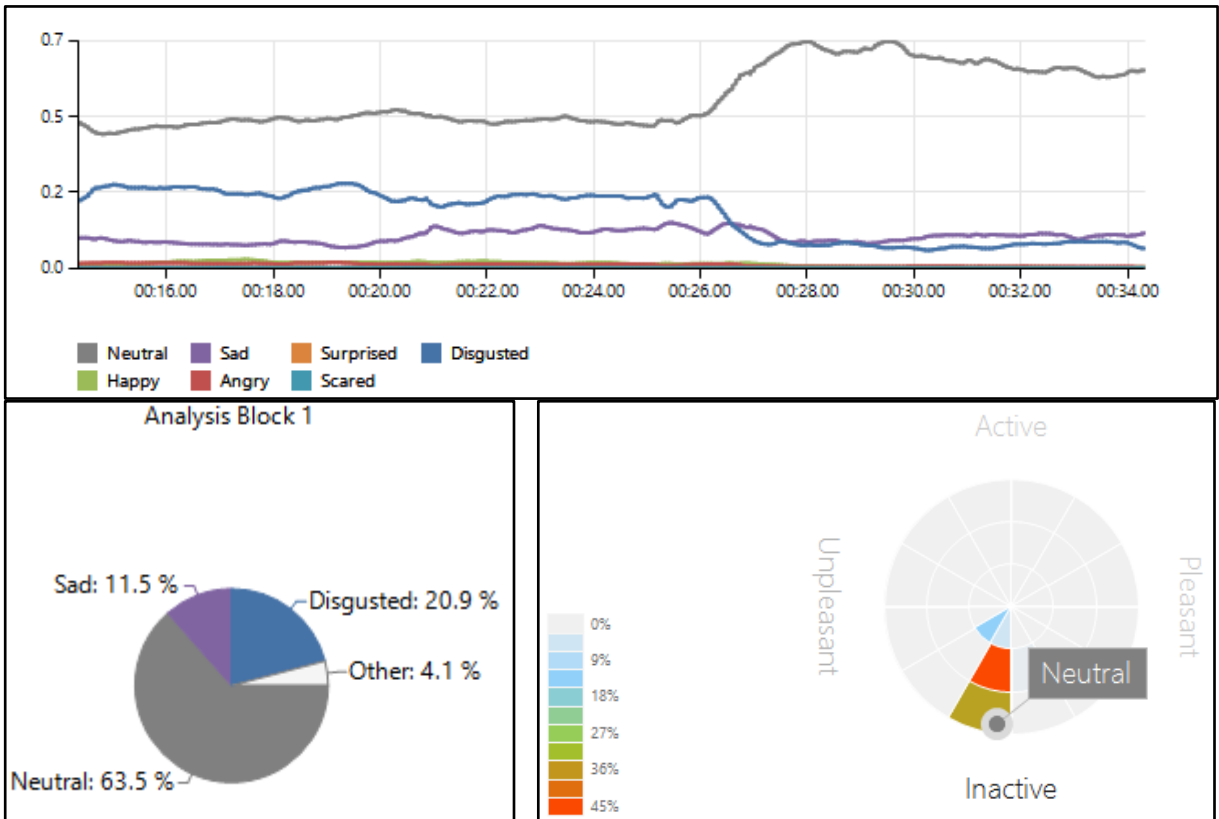 0.7
0.5
0.2
0.0
00:16.00 00:18.00 00:20.00 00:22.00 00:24.00 00:26.00 00:28.00 00:30.00 00:32.00 00:34.00
Neutral Sad Surprised Disgusted
Happy Angry Scared
Analysis Block 1
Sad: 11.5 %
Disgusted: 20.9 %
Other: 4.1 %
Neutral: 63.5 %
Active
Unpleasant
Pleasant
Neutral
Inactive
0%
9%
18%
27%
36%
45%